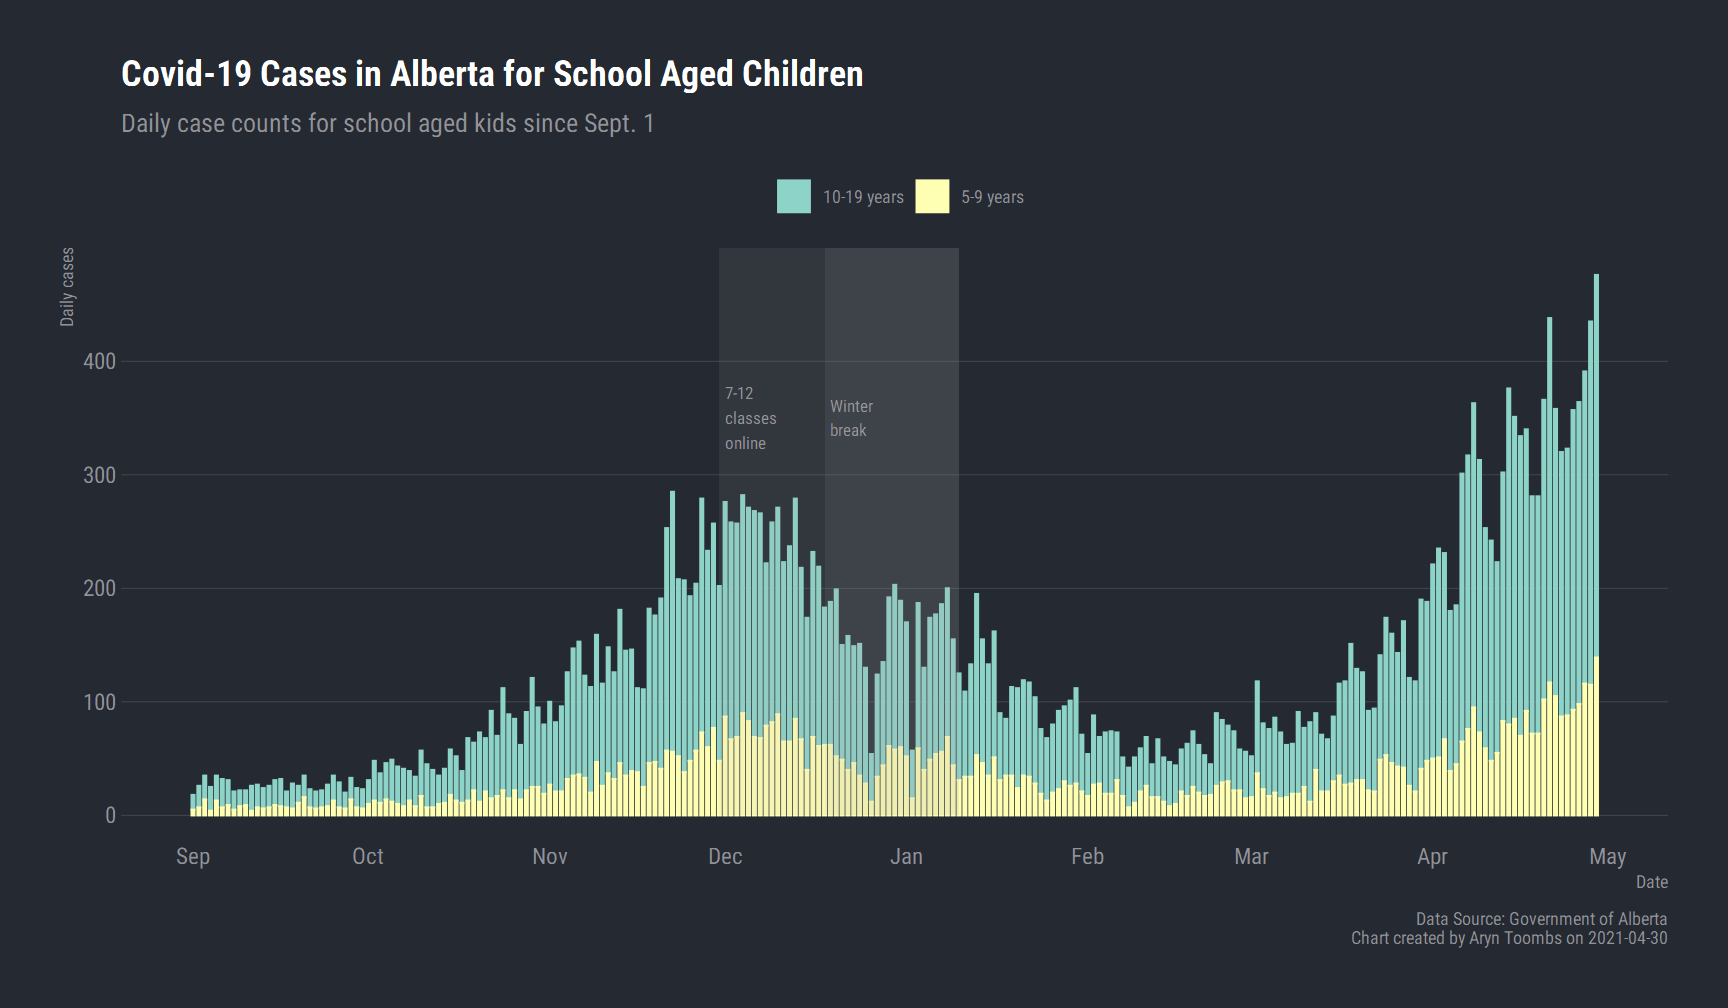 Covid-19 Cases in Alberta for School Aged Children
Daily case counts for school aged kids since Sept. 1
10-19 years
5-9 years
Daily cases
400
300
200
100
0
7-12
classes
online
Winter
break
Sep
Oct
Nov
Dec
Jan
Feb
Mar
Apr
May
Date
Data Source: Government of Alberta
Chart created by Aryn Toombs on 2021-04-30